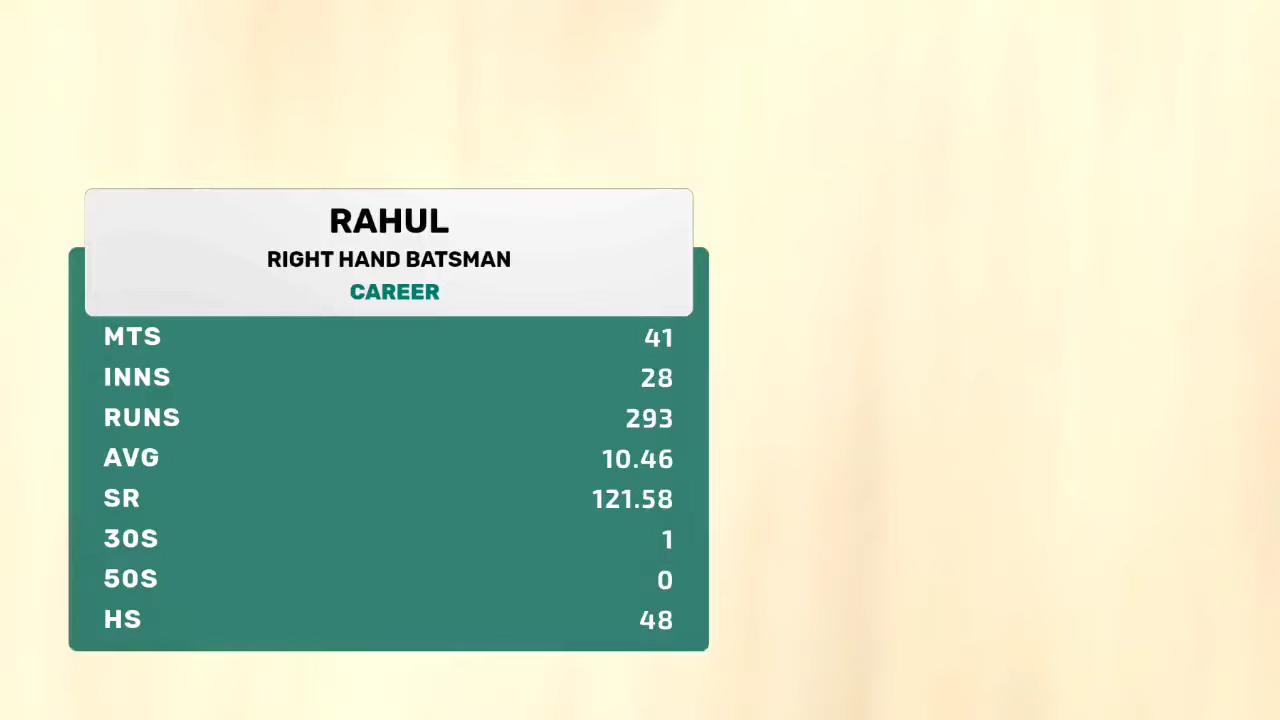 RAHUL
RIGHT HAND BATSMAN
CAREER
MTS 41
INNS 28
RUNS 293
AVG 10.46
SR 121.58
30S 1
50S 0
HS 48